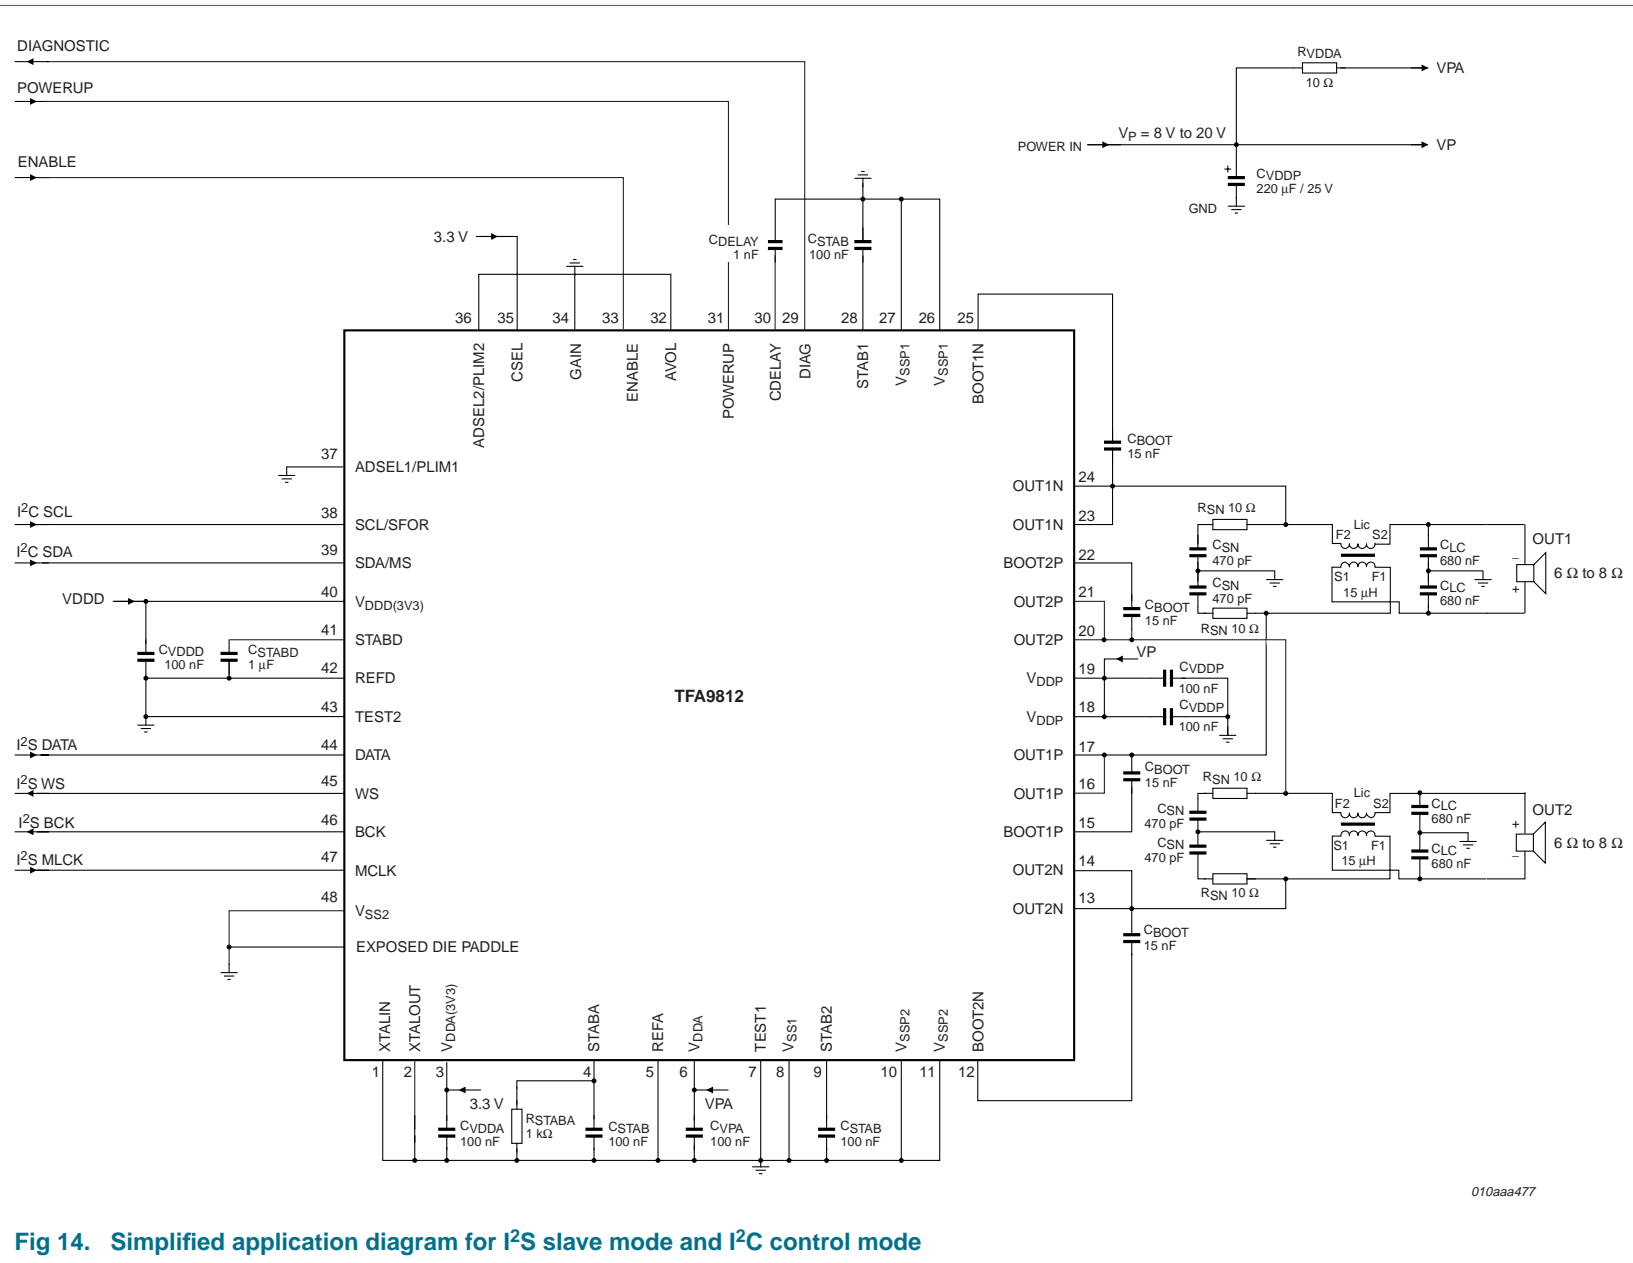 DIAGNOSTIC
POWERUP
ENABLE
RVDDA
10 Ω
VPA
POWER IN
VP = 8 V to 20 V
VP
+
CVDDP
220 μF / 25 V
GND
3.3 V
CDELAY
1 nF
CSTAB
100 nF
36 35 34 33 32 31 30 29 28 27 26 25
ADSEL2/PLIM2
CSEL
GAIN
ENABLE
AVOL
POWERUP
CDELAY
DIAG
STAB1
VSSP1
VSSP1
BOOT1N
37
ADSEL1/PLIM1
I2C SCL
38
SCL/SFOR
I2C SDA
39
SDA/MS
VDDD
40
VDDD(3V3)
41
STABD
CVDDD
100 nF
CSTABD
1 μF
42
REFD
43
TEST2
I2S DATA
44
DATA
I2S WS
45
WS
I2S BCK
46
BCK
I2S MLCK
47
MCLK
48
VSS2
EXPOSED DIE PADDLE
TFA9812
CBOOT
15 nF
OUT1N
24
OUT1N
23
BOOT2P
22
OUT2P
21
CBOOT
15 nF
OUT2P
20
VP
VDDP
19
CVDDP
100 nF
VDDP
18
CVDDP
100 nF
OUT1P
17
CBOOT
15 nF
OUT1P
16
BOOT1P
15
OUT2N
14
OUT2N
13
CBOOT
15 nF
RSN 10 Ω
CSN
470 pF
CSN
470 pF
RSN 10 Ω
Lic
F2 S2
S1 F1
15 μH
CLC
680 nF
CLC
680 nF
OUT1
−
+
6 Ω to 8 Ω
RSN 10 Ω
CSN
470 pF
CSN
470 pF
RSN 10 Ω
Lic
F2 S2
S1 F1
15 μH
CLC
680 nF
CLC
680 nF
OUT2
+
−
6 Ω to 8 Ω
XTALIN
XTALOUT
VDDA(3V3)
STABA
REFA
VDDA
TEST1
VSS1
STAB2
VSSP2
VSSP2
BOOT2N
1 2 3 4 5 6 7 8 9 10 11 12
3.3 V
VPA
CVDDA
100 nF
RSTABA
1 kΩ
CSTAB
100 nF
CVPA
100 nF
CSTAB
100 nF
010aaa477
Fig 14. Simplified application diagram for I2S slave mode and I2C control mode